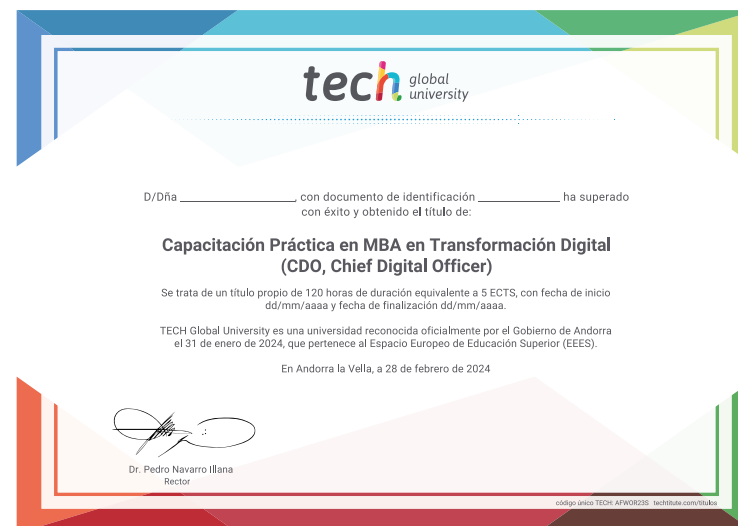 tech global
university
D/Dña ______________, con documento de identificación ______________ ha superado
con éxito y obtenido el título de:
Capacitación Práctica en MBA en Transformación Digital
(CDO, Chief Digital Officer)
Se trata de un título propio de 120 horas de duración equivalente a 5 ECTS, con fecha de inicio
dd/mm/aaaa y fecha de finalización dd/mm/aaaa.
TECH Global University es una universidad reconocida oficialmente por el Gobierno de Andorra
el 31 de enero de 2024, que pertenece al Espacio Europeo de Educación Superior (EEES).
En Andorra la Vella, a 28 de febrero de 2024
Dr. Pedro Navarro Illana
Rector
código único TECH: AFWOR23S techtitute.com/titulos